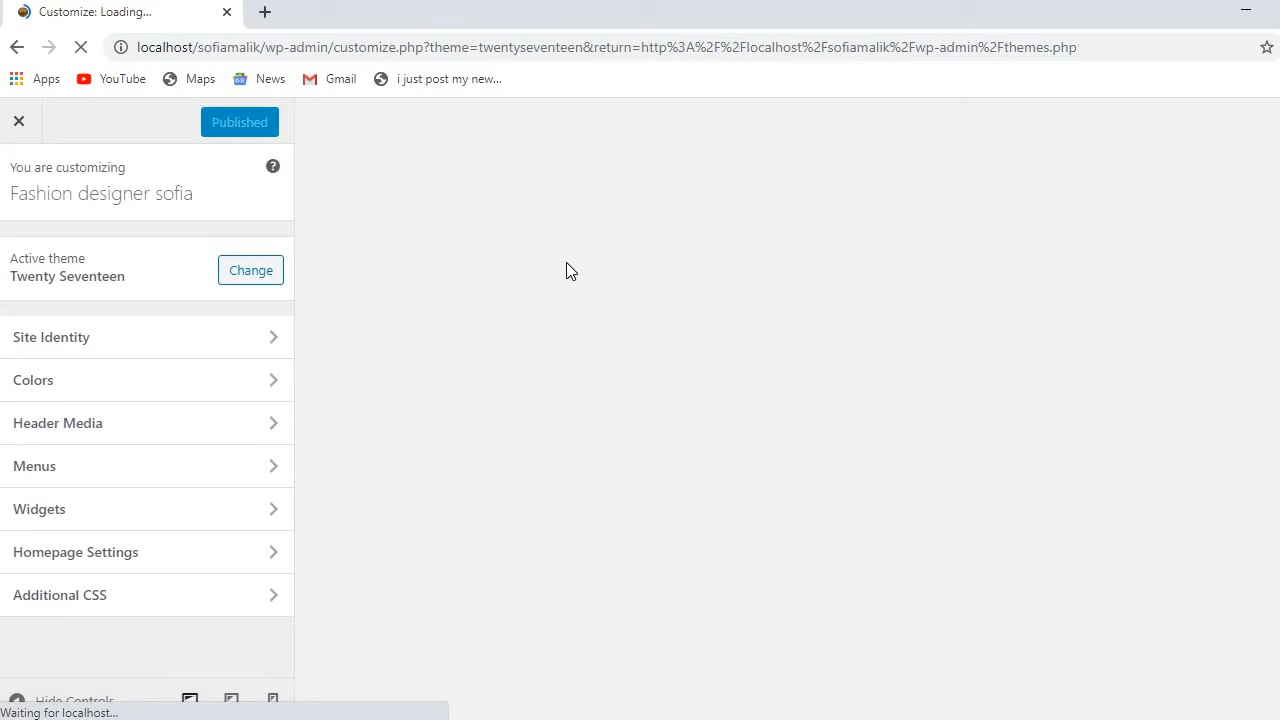 Customize: Loading...
localhost/sofiamalik/wp-admin/customize.php?theme=twentyseventeen&return=http%3A%2F%2Flocalhost%2Fsofiamalik%2Fwp-admin%2Fthemes.php
Apps YouTube Maps News Gmail i just post my new...
Published
You are customizing
Fashion designer sofia
Active theme
Twenty Seventeen
Change
Site Identity
Colors
Header Media
Menus
Widgets
Homepage Settings
Additional CSS
Hide Controls
Waiting for localhost...